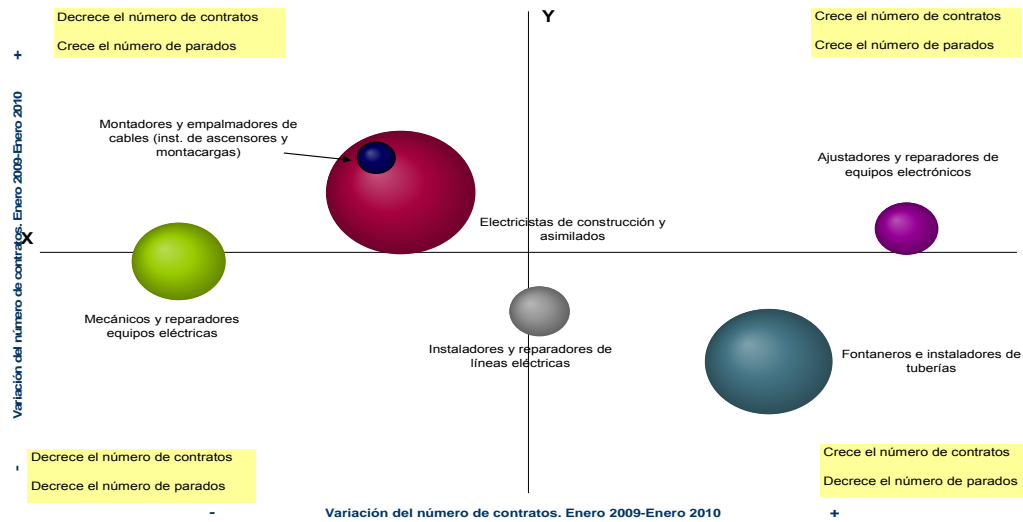 Decrece el número de contratos
Crece el número de parados
Y
Crece el número de contratos
Crece el número de parados
+
Variación del número de contratos. Enero 2009-Enero 2010
-
Montadores y empalmadores de
cables (inst. de ascensores y
montacargas)
Ajustadores y reparadores de
equipos electrónicos
Electricistas de construcción y
asimilados
X
Mecánicos y reparadores
equipos eléctricas
Instaladores y reparadores de
líneas eléctricas
Fontaneros e instaladores de
tuberías
Decrece el número de contratos
Decrece el número de parados
Crece el número de contratos
Decrece el número de parados
-
Variación del número de contratos. Enero 2009-Enero 2010
+